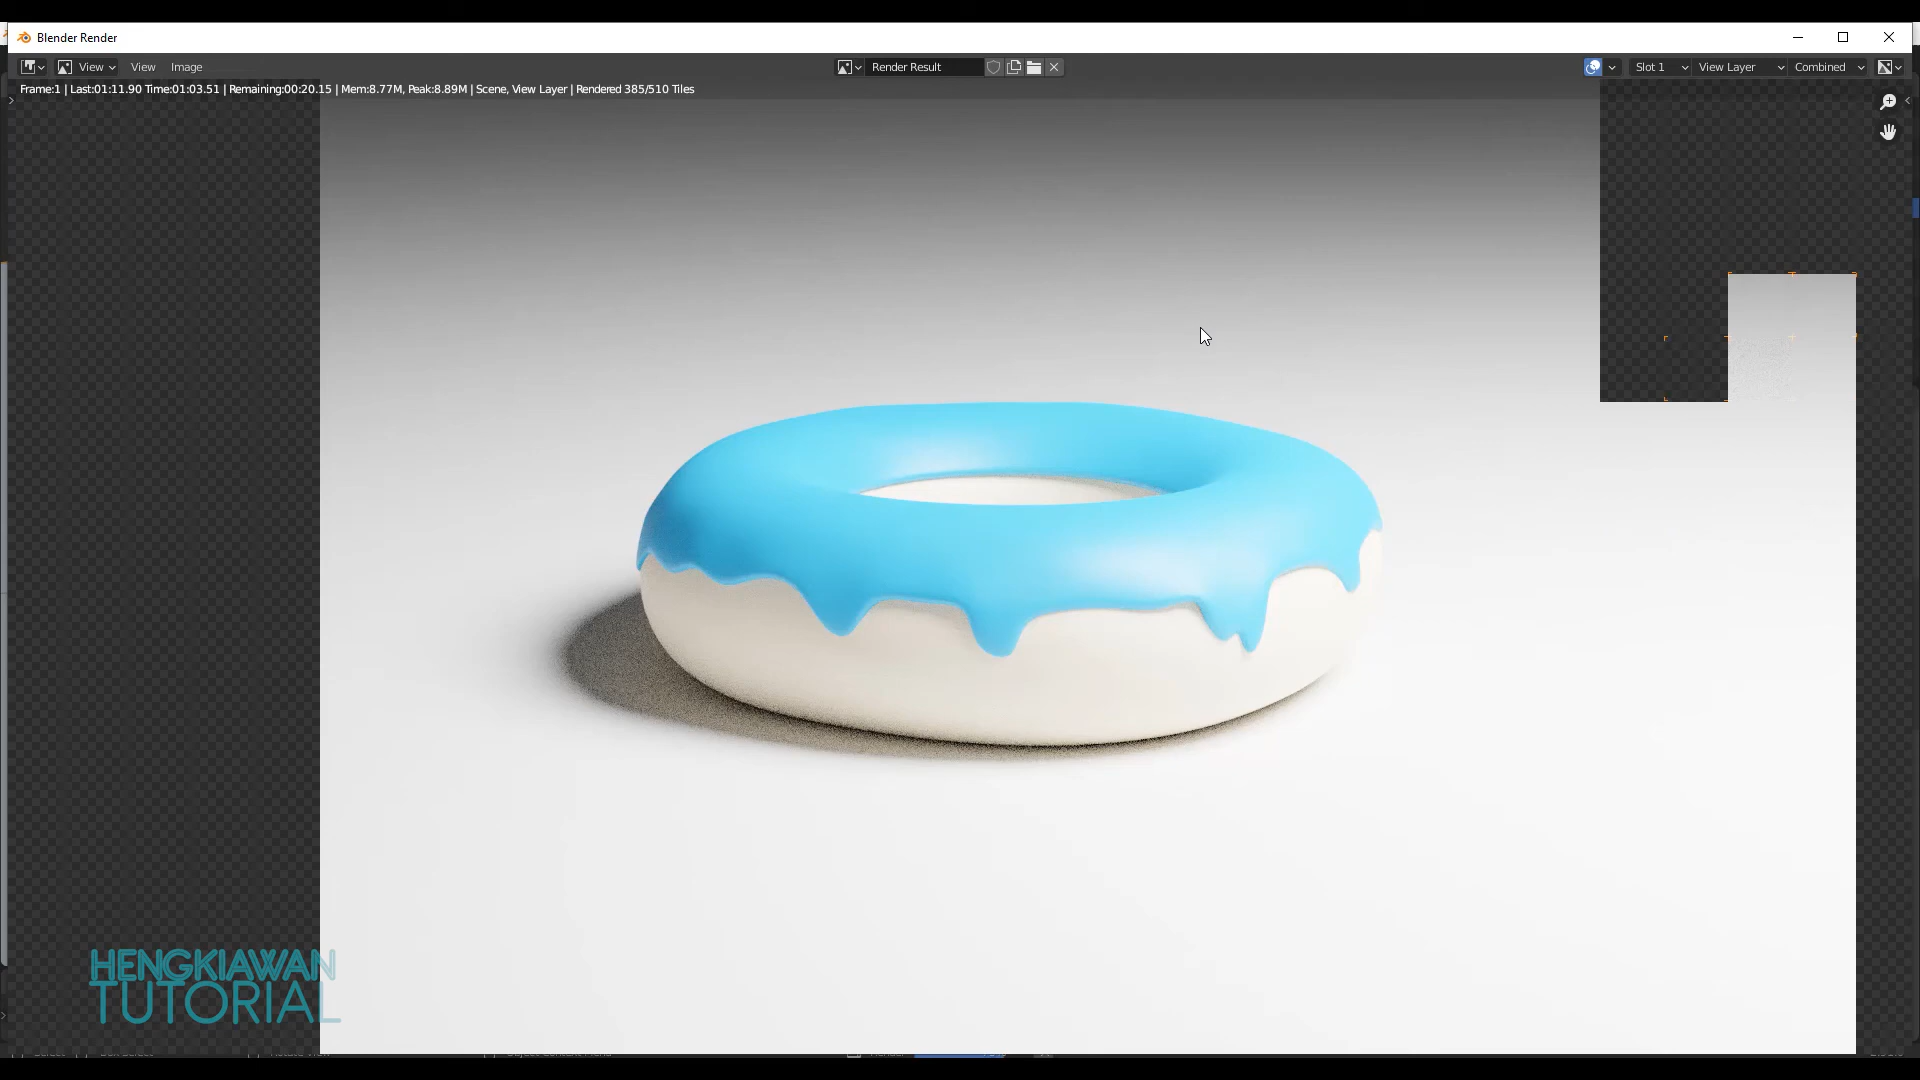 Blender Render
View View Image Render Result Slot 1 View Layer Combined
Frame:1 | Last:01:11.90 Time:01:03.51 | Remaining:00:20.15 | Mem:8.77M, Peak:8.89M | Scene, View Layer | Rendered 385/510 Tiles
HENGKIAWAN
TUTORIAL